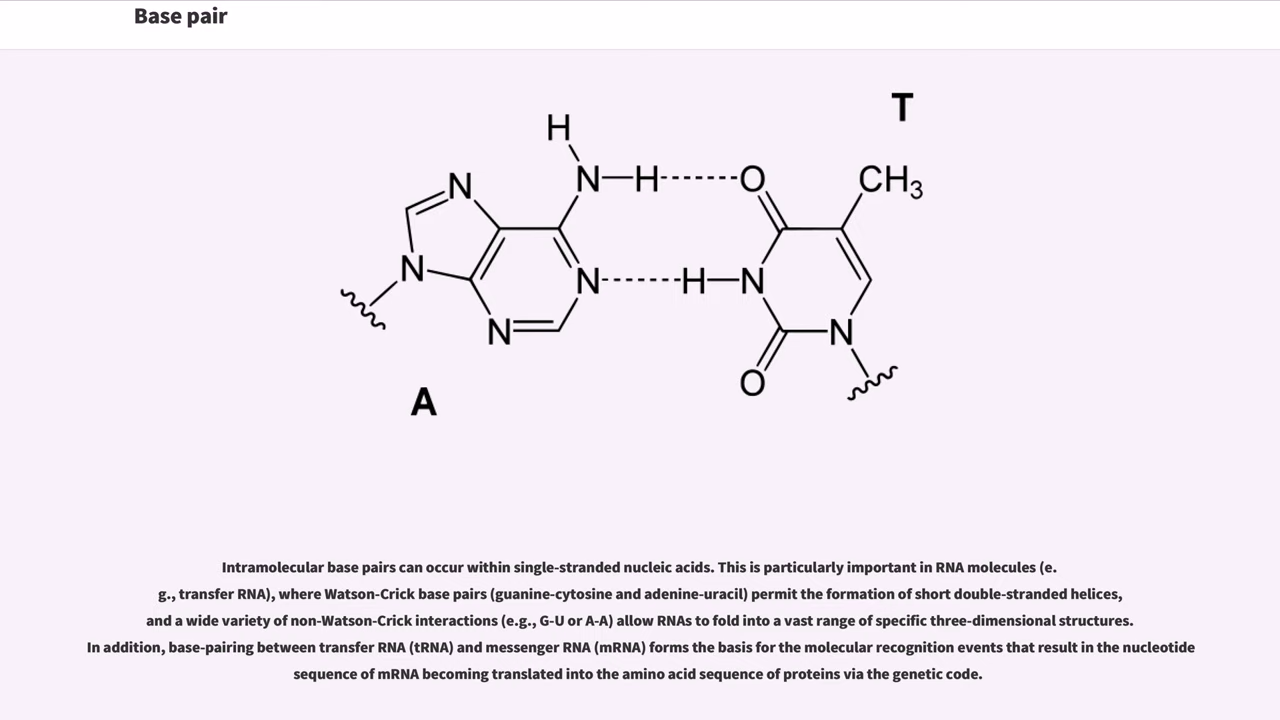 Base pair
T
H
N H O CH3
N
N N H N
N N
O
A
Intramolecular base pairs can occur within single-stranded nucleic acids. This is particularly important in RNA molecules (e.
g., transfer RNA), where Watson-Crick base pairs (guanine-cytosine and adenine-uracil) permit the formation of short double-stranded helices,
and a wide variety of non-Watson-Crick interactions (e.g., G-U or A-A) allow RNAs to fold into a vast range of specific three-dimensional structures.
In addition, base-pairing between transfer RNA (tRNA) and messenger RNA (mRNA) forms the basis for the molecular recognition events that result in the nucleotide
sequence of mRNA becoming translated into the amino acid sequence of proteins via the genetic code.